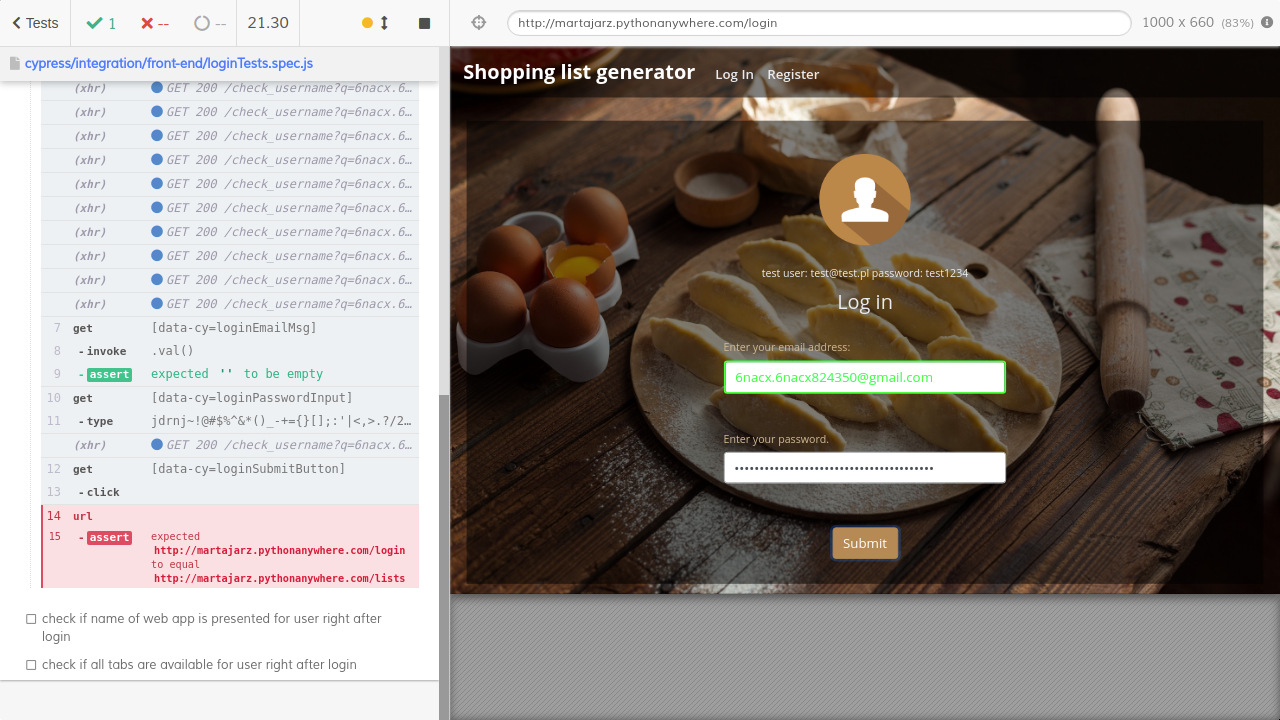 Tests
1
--
--
21.30
http://martajarz.pythonanywhere.com/login
1000 x 660 (83%)
cypress/integration/front-end/loginTests.spec.js
(xhr) GET 200 /check_username?q=6nacx.6…
(xhr) GET 200 /check_username?q=6nacx.6…
(xhr) GET 200 /check_username?q=6nacx.6…
(xhr) GET 200 /check_username?q=6nacx.6…
(xhr) GET 200 /check_username?q=6nacx.6…
(xhr) GET 200 /check_username?q=6nacx.6…
(xhr) GET 200 /check_username?q=6nacx.6…
(xhr) GET 200 /check_username?q=6nacx.6…
(xhr) GET 200 /check_username?q=6nacx.6…
(xhr) GET 200 /check_username?q=6nacx.6…
7 get [data-cy=loginEmailMsg]
8 -invoke .val()
9 -assert expected '' to be empty
10 get [data-cy=loginPasswordInput]
11 -type jdrnj~!@#$%^&*()_-+={}[];:'|<,>.?/2…
(xhr) GET 200 /check_username?q=6nacx.6…
12 get [data-cy=loginSubmitButton]
13 -click
14 url
15 -assert expected
http://martajarz.pythonanywhere.com/login
to equal
http://martajarz.pythonanywhere.com/lists
check if name of web app is presented for user right after
login
check if all tabs are available for user right after login
Shopping list generator Log In Register
test user: test@test.pl password: test1234
Log in
Enter your email address:
6nacx.6nacx824350@gmail.com
Enter your password.
Submit